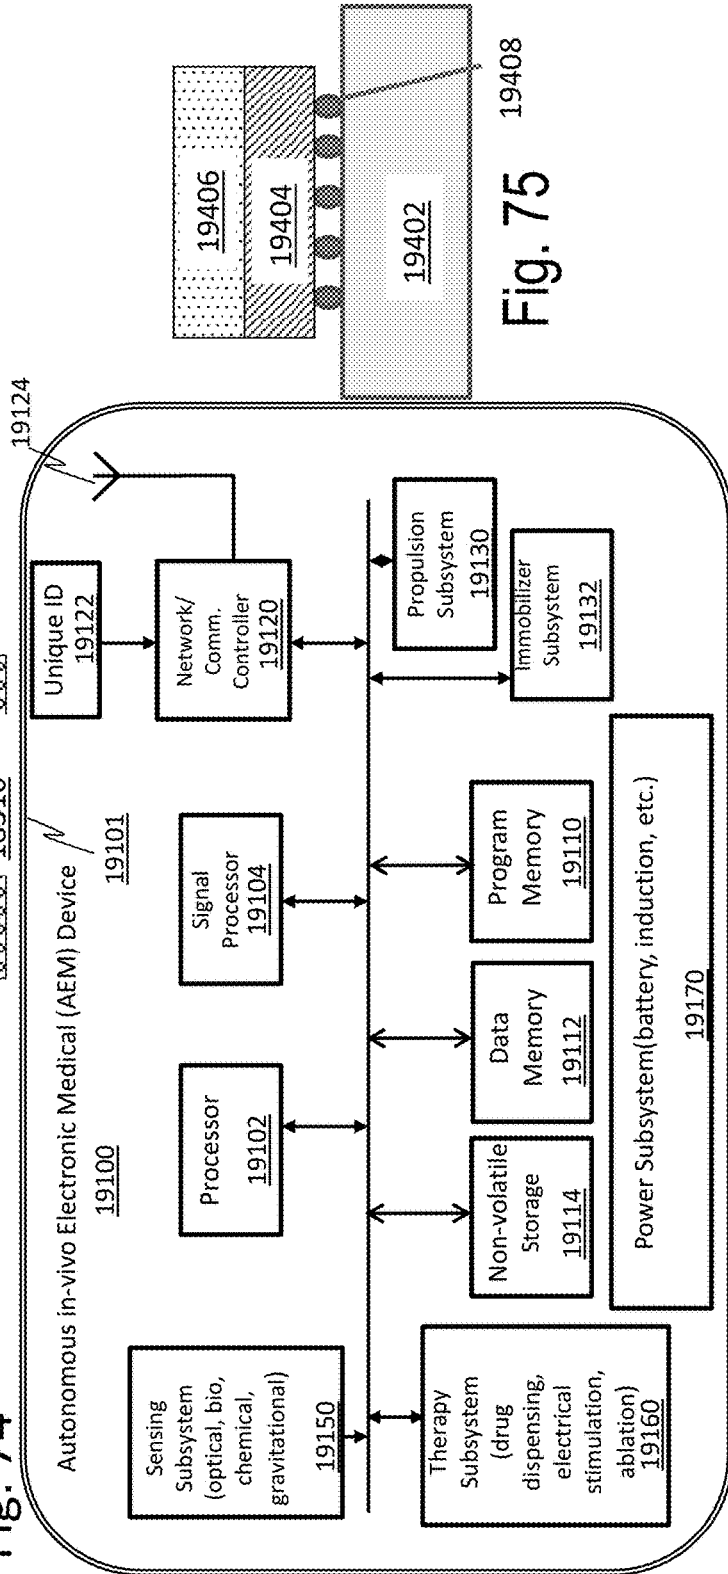 Fig. 74
Autonomous in-vivo Electronic Medical (AEM) Device
19100
19101
Sensing
Subsystem
(optical, bio,
chemical,
gravitational)
19150
Processor
19102
Signal
Processor
19104
Unique ID
19122
Network/
Comm.
Controller
19120
19124
Therapy
Subsystem
(drug
dispensing,
electrical
stimulation,
ablation)
19160
Non-volatile
Storage
19114
Data
Memory
19112
Program
Memory
19110
Propulsion
Subsystem
19130
Immobilizer
Subsystem
19132
Power Subsystem(battery, induction, etc.)
19170
19406
19404
19402
19408
Fig. 75